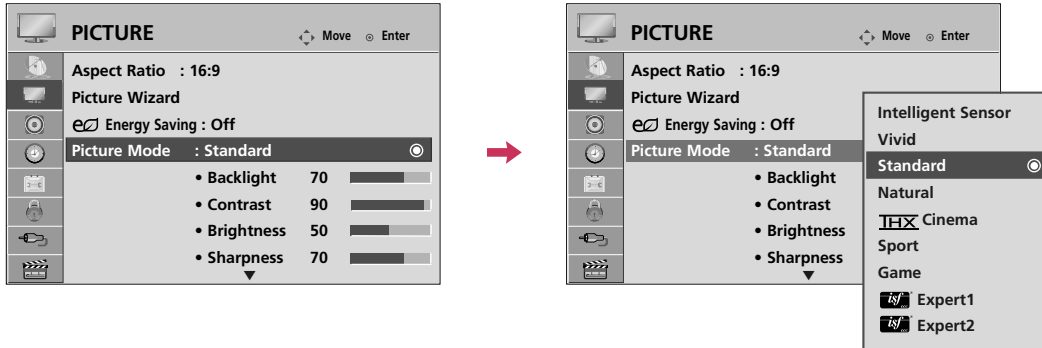 PICTURE
Move Enter
Aspect Ratio : 16:9
Picture Wizard
e Energy Saving : Off
Picture Mode : Standard
• Backlight 70
• Contrast 90
• Brightness 50
• Sharpness 70
PICTURE
Move Enter
Aspect Ratio : 16:9
Picture Wizard
e Energy Saving : Off
Picture Mode : Standard
• Backlight
• Contrast
• Brightness
• Sharpness
Intelligent Sensor
Vivid
Standard
Natural
THX Cinema
Sport
Game
isf Expert1
isf Expert2